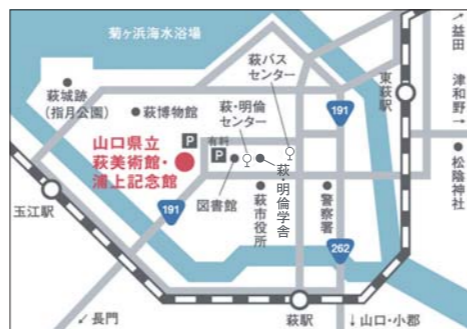 菊ヶ浜海水浴場
↑益田
津和野→
東萩駅
萩バス
センター
萩城跡
(指月公園)
萩博物館
萩・明倫
センター
191
P
有料
P
山口県立
萩美術館・
浦上記念館
図書館
萩・明倫学舎
萩市役所
警察署
松陰神社
玉江駅
191
262
↙長門
萩駅
↓山口・小郡